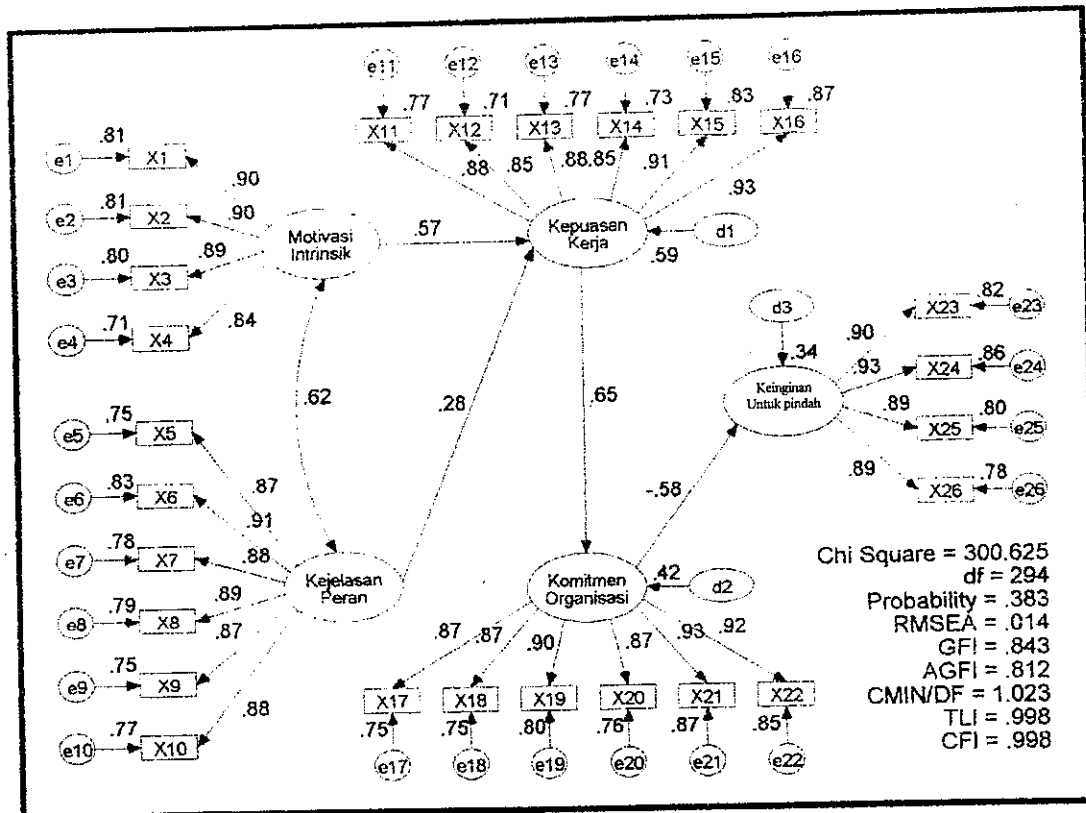 e11 e12 e13 e14 e15 e16
.77 .71 .77 .73 .83 .87
X11 X12 X13 X14 X15 X16
.88 .85 .88 .85 .91 .93
e1 .81 X1 .90
e2 .81 X2 .90
e3 .80 X3 .89
e4 .71 X4 .84
Motivasi
Intrinsik
.57
Kepuasan
Kerja
.59
d1
.62
.28
.65
d3
.34
Keinginan
Untuk pindah
.90 X23 .82 e23
.93 X24 .86 e24
.89 X25 .80 e25
.89 X26 .78 e26
-.58
e5 .75 X5 .87
e6 .83 X6 .91
e7 .78 X7 .88
e8 .79 X8 .89
e9 .75 X9 .87
e10 .77 X10 .88
Kejelasan
Peran
Komitmen
Organisasi
.42
d2
.87 .87 .90 .87 .93 .92
X17 X18 X19 X20 X21 X22
.75 .75 .80 .76 .87 .85
e17 e18 e19 e20 e21 e22
Chi Square = 300.625
df = 294
Probability = .383
RMSEA = .014
GFI = .843
AGFI = .812
CMIN/DF = 1.023
TLI = .998
CFI = .998